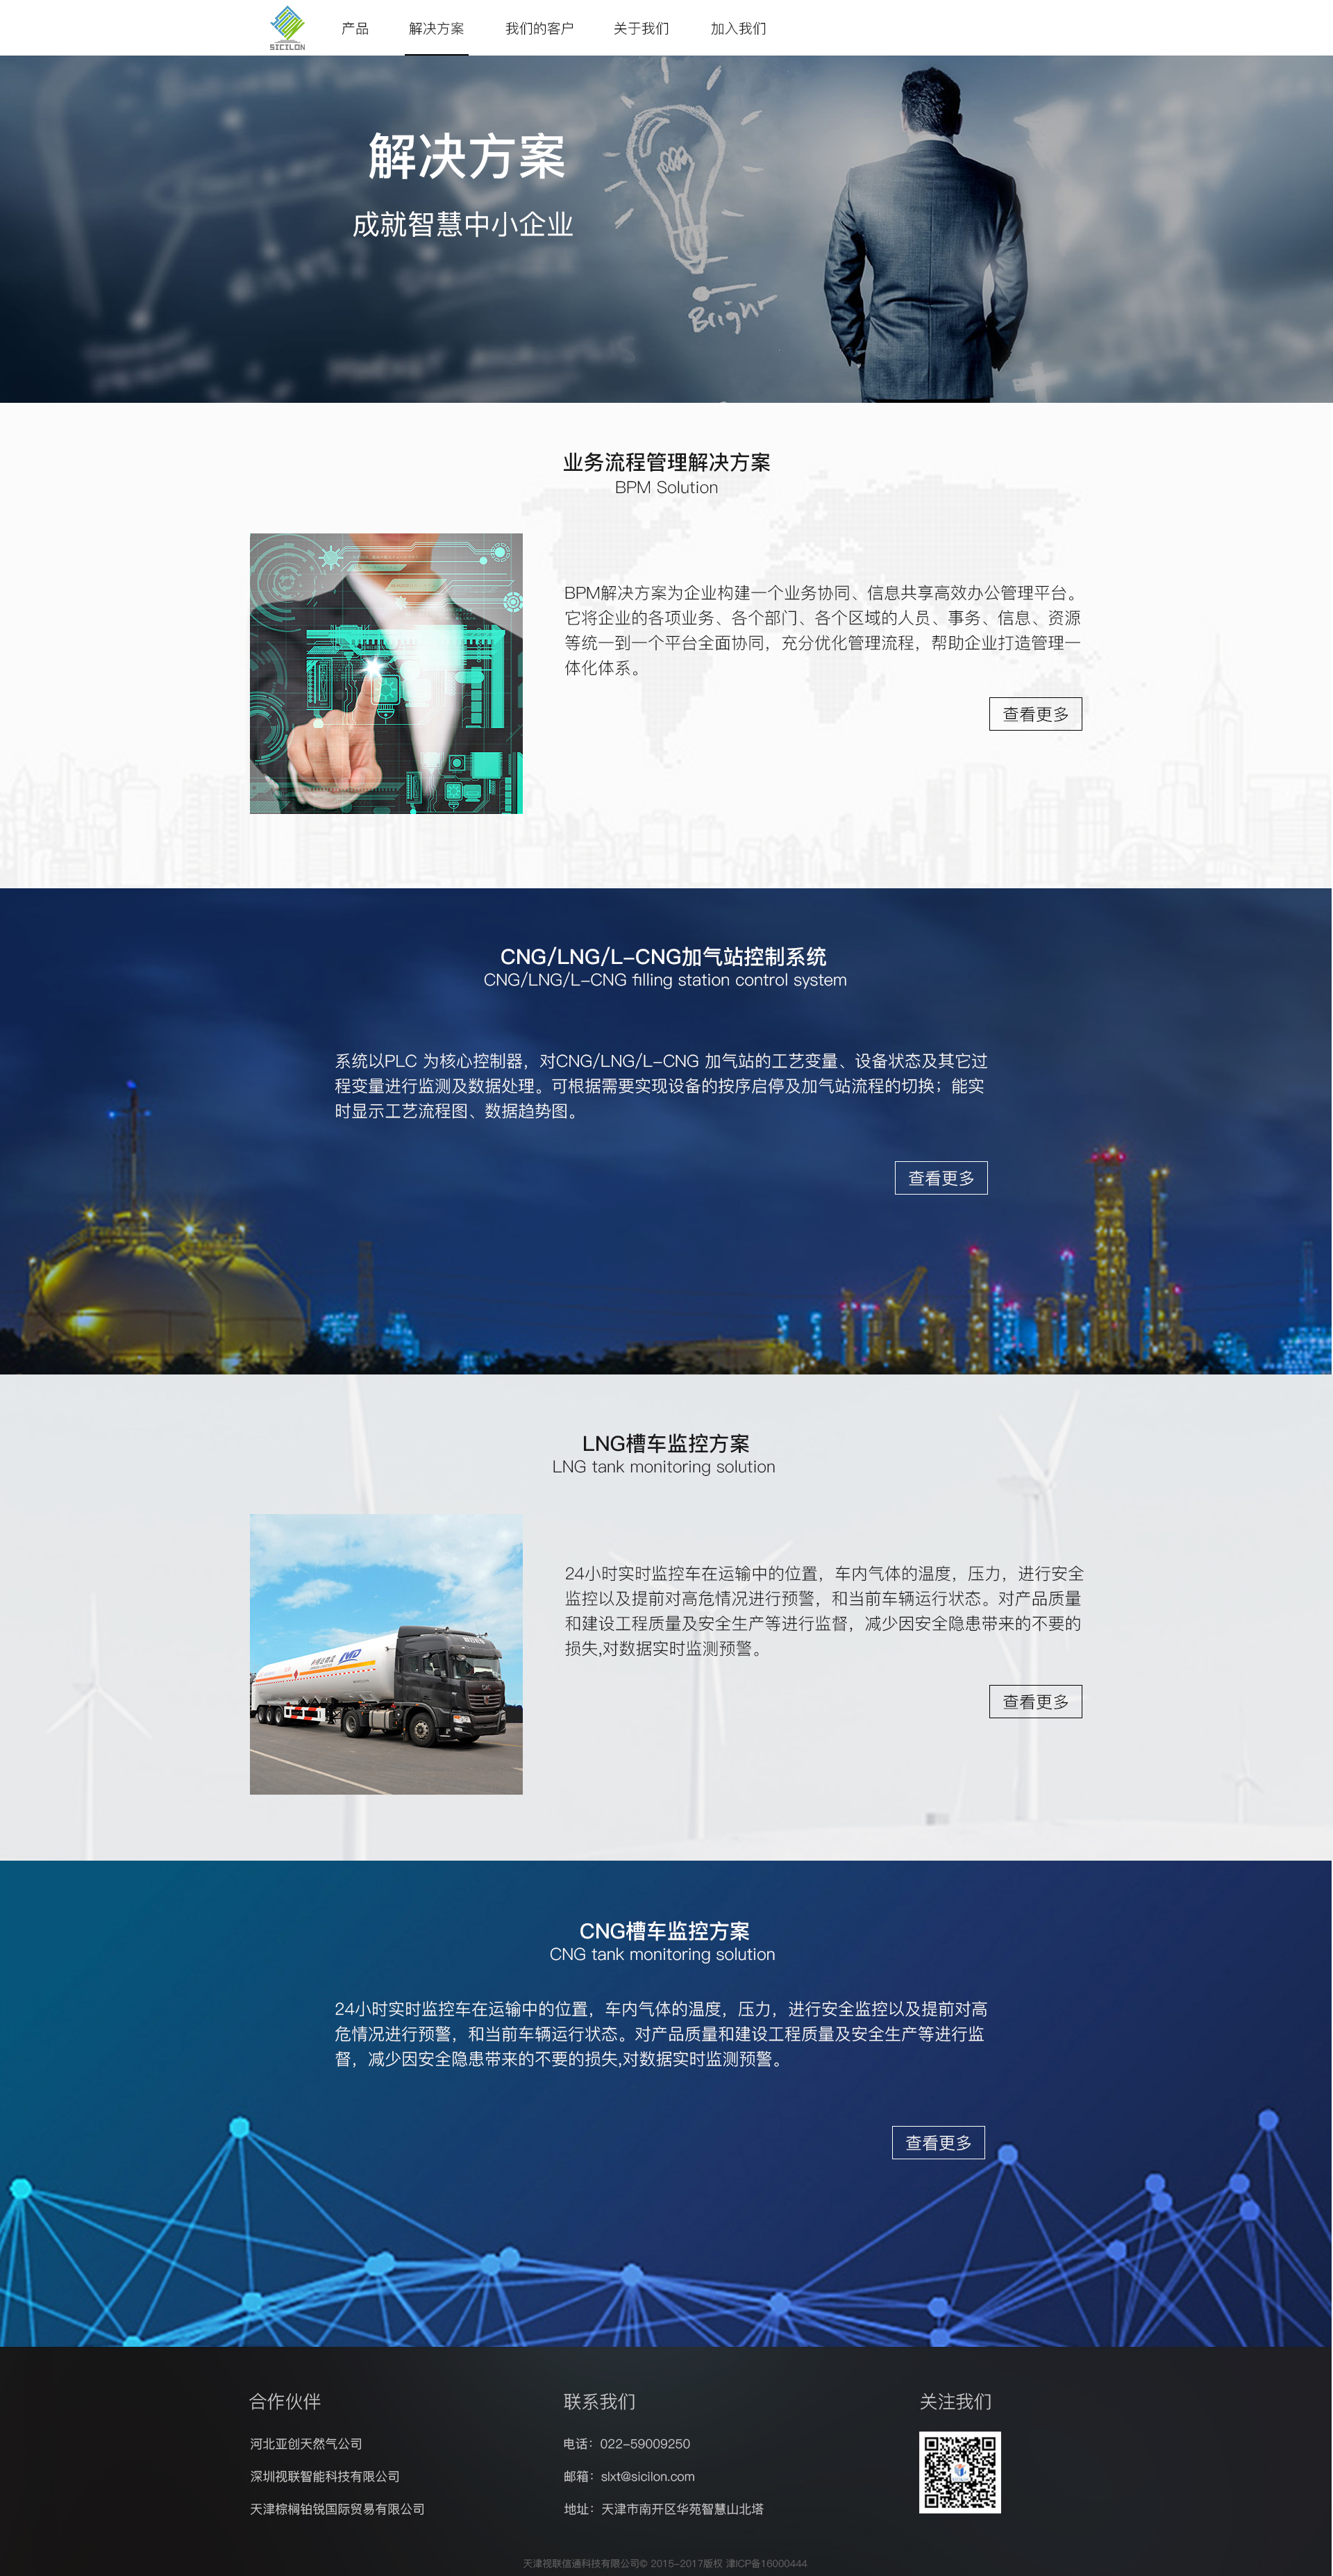 SICILON
产品 解决方案 我们的客户 关于我们 加入我们
解决方案
成就智慧中小企业
Bright
业务流程管理解决方案
BPM Solution
BPM解决方案为企业构建一个业务协同、信息共享高效办公管理平台。
它将企业的各项业务、各个部门、各个区域的人员、事务、信息、资源
等统一到一个平台全面协同，充分优化管理流程，帮助企业打造管理一
体化体系。
查看更多
CNG/LNG/L-CNG加气站控制系统
CNG/LNG/L-CNG filling station control system
系统以PLC 为核心控制器，对CNG/LNG/L-CNG 加气站的工艺变量、设备状态及其它过
程变量进行监测及数据处理。可根据需要实现设备的按序启停及加气站流程的切换；能实
时显示工艺流程图、数据趋势图。
查看更多
LNG槽车监控方案
LNG tank monitoring solution
24小时实时监控车在运输中的位置，车内气体的温度，压力，进行安全
监控以及提前对高危情况进行预警，和当前车辆运行状态。对产品质量
和建设工程质量及安全生产等进行监督，减少因安全隐患带来的不要的
损失,对数据实时监测预警。
查看更多
CNG槽车监控方案
CNG tank monitoring solution
24小时实时监控车在运输中的位置，车内气体的温度，压力，进行安全监控以及提前对高
危情况进行预警，和当前车辆运行状态。对产品质量和建设工程质量及安全生产等进行监
督，减少因安全隐患带来的不要的损失,对数据实时监测预警。
查看更多
合作伙伴
河北亚创天然气公司
深圳视联智能科技有限公司
天津棕榈铂锐国际贸易有限公司
联系我们
电话：022-59009250
邮箱：slxt@sicilon.com
地址：天津市南开区华苑智慧山北塔
关注我们
天津视联信通科技有限公司© 2015-2017版权 津ICP备16000444